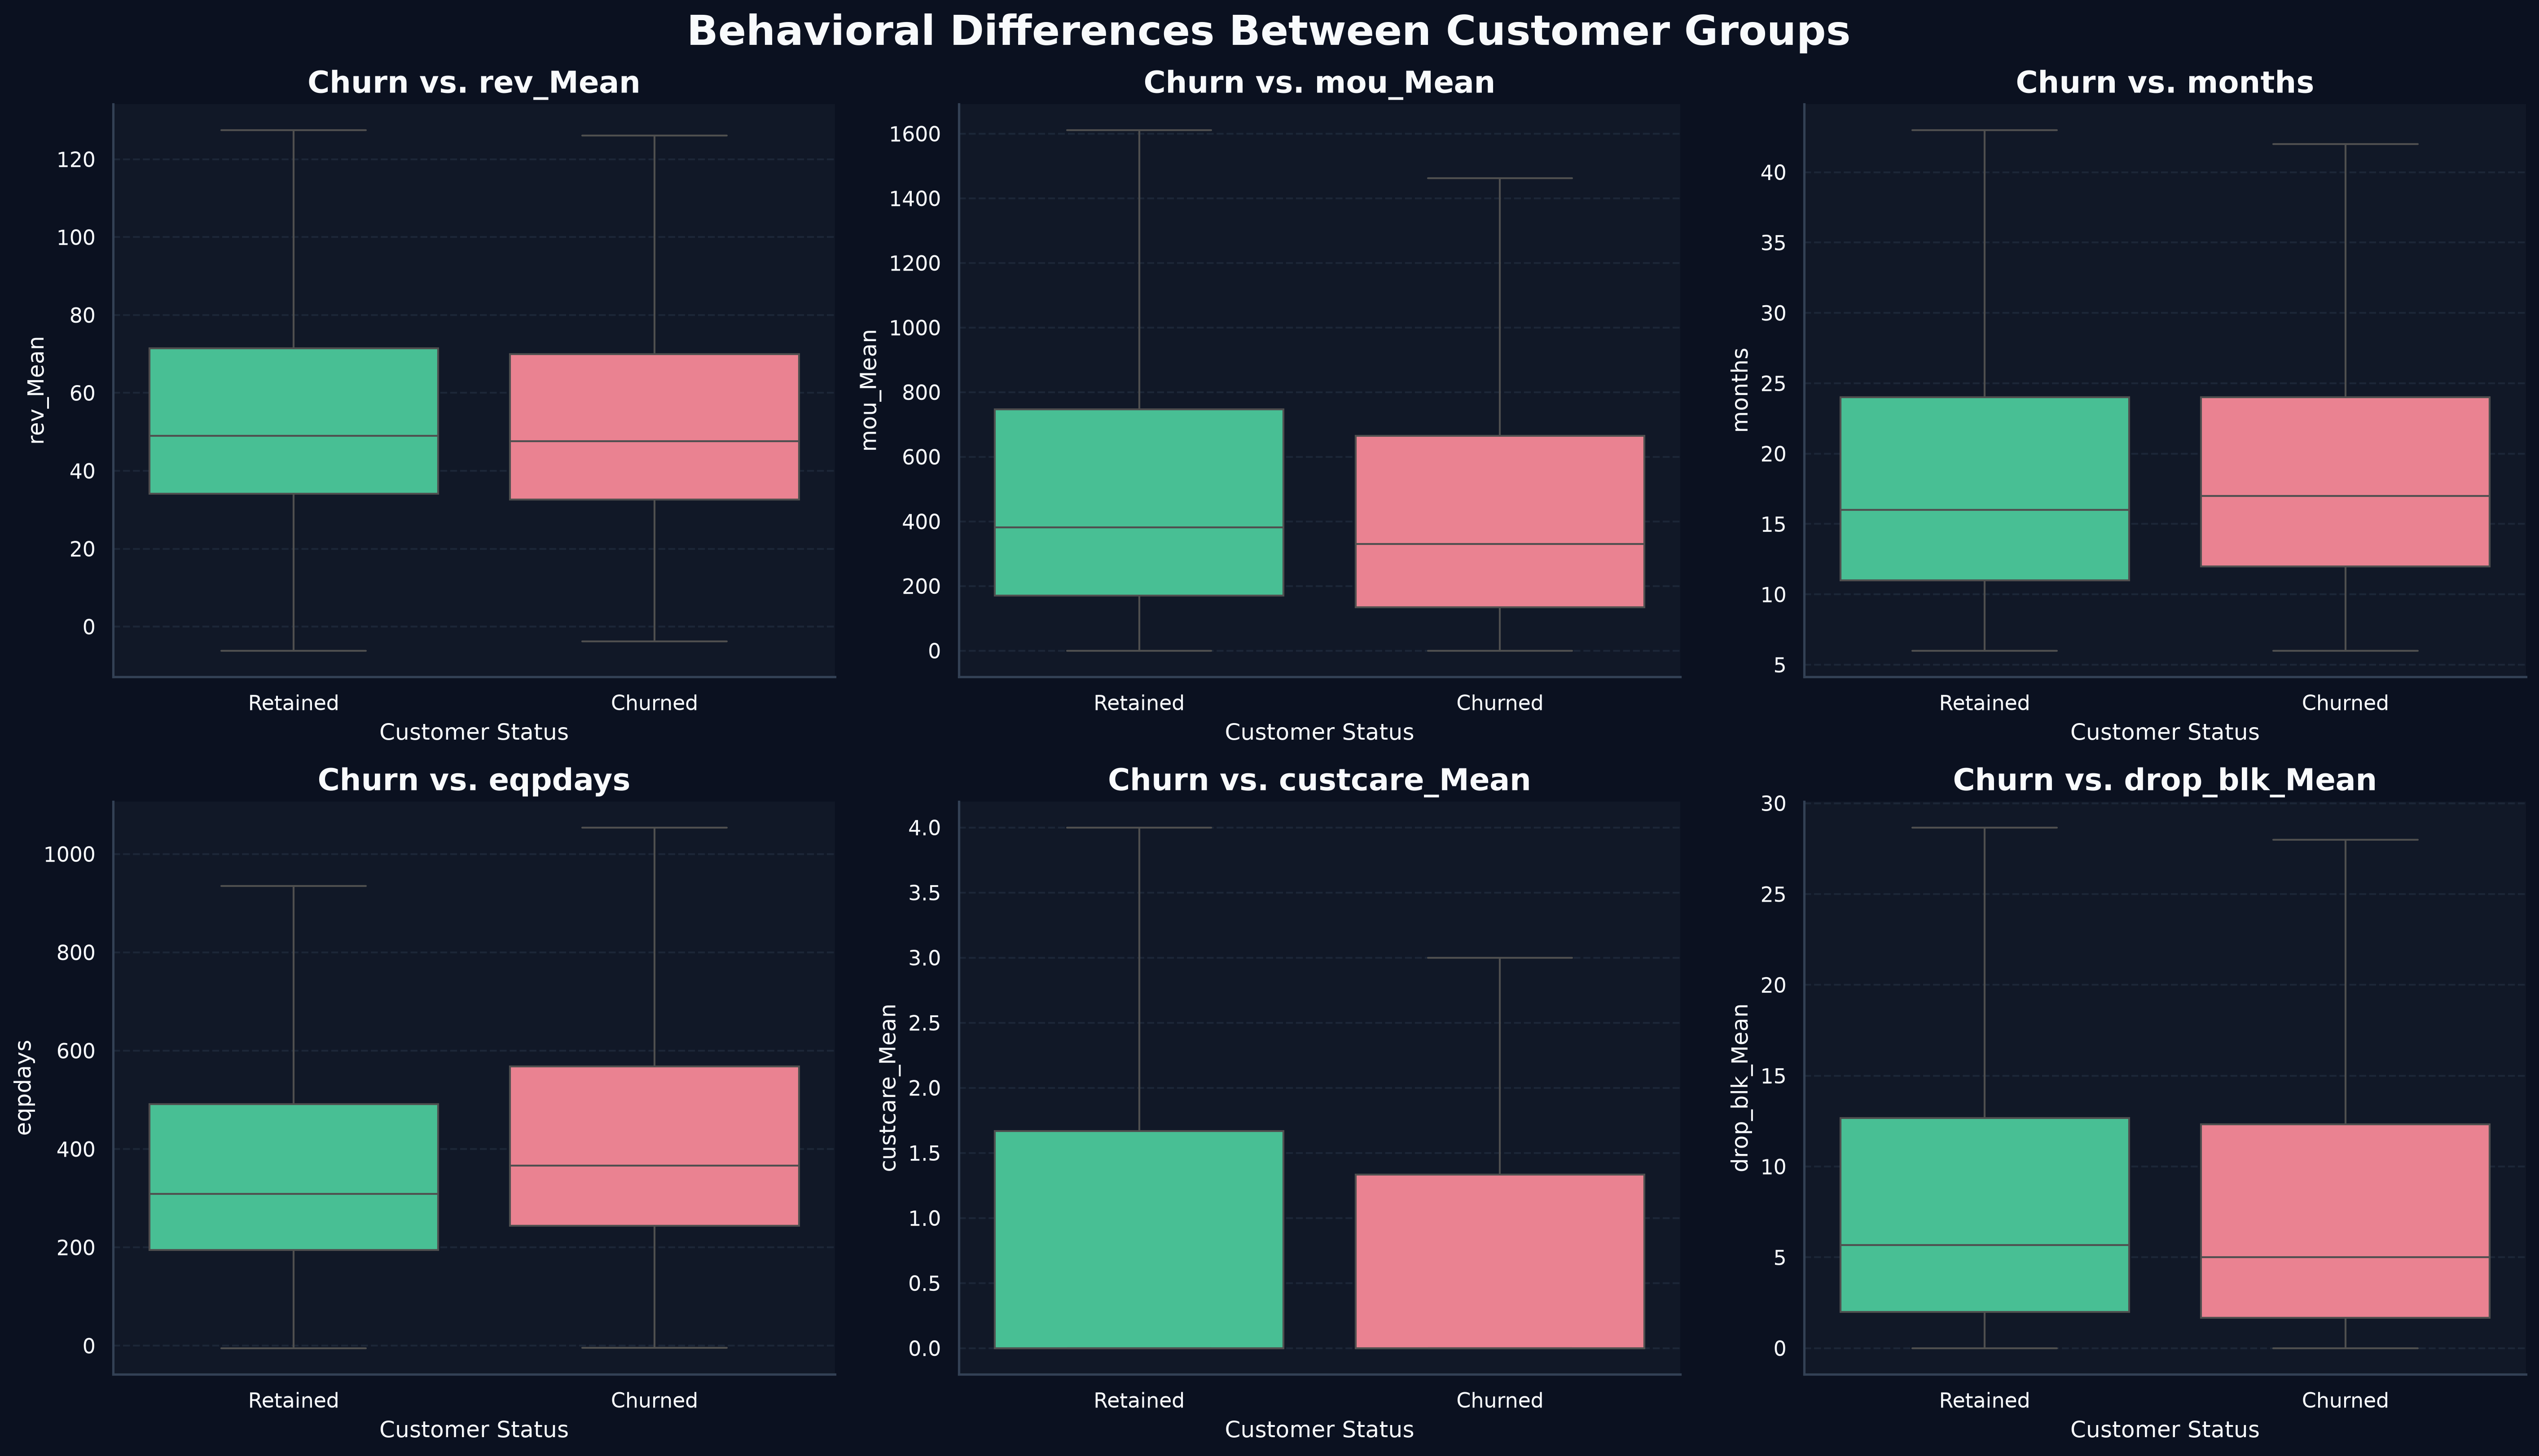 Behavioral Differences Between Customer Groups
Churn vs. rev_Mean
rev_Mean
120
100
80
60
40
20
0
Retained
Churned
Customer Status
Churn vs. mou_Mean
mou_Mean
1600
1400
1200
1000
800
600
400
200
0
Retained
Churned
Customer Status
Churn vs. months
months
40
35
30
25
20
15
10
5
Retained
Churned
Customer Status
Churn vs. eqpdays
eqpdays
1000
800
600
400
200
0
Retained
Churned
Customer Status
Churn vs. custcare_Mean
custcare_Mean
4.0
3.5
3.0
2.5
2.0
1.5
1.0
0.5
0.0
Retained
Churned
Customer Status
Churn vs. drop_blk_Mean
drop_blk_Mean
30
25
20
15
10
5
0
Retained
Churned
Customer Status